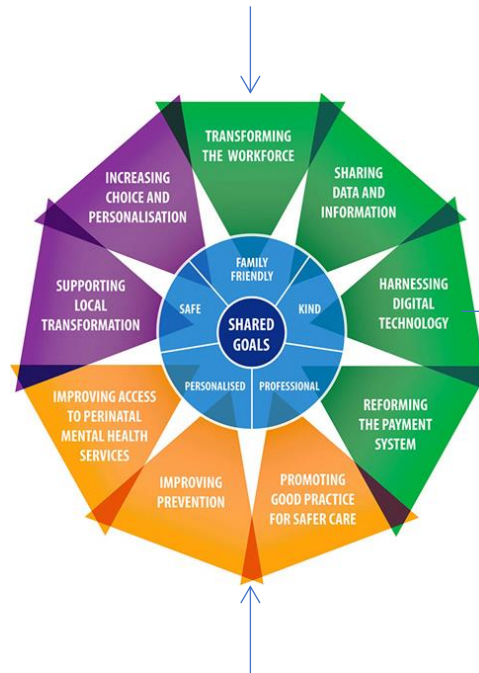 TRANSFORMING
THE WORKFORCE
SHARING
DATA AND
INFORMATION
HARNESSING
DIGITAL
TECHNOLOGY
REFORMING
THE PAYMENT
SYSTEM
PROMOTING
GOOD PRACTICE
FOR SAFER CARE
IMPROVING
PREVENTION
IMPROVING ACCESS
TO PERINATAL
MENTAL HEALTH
SERVICES
SUPPORTING
LOCAL
TRANSFORMATION
INCREASING
CHOICE AND
PERSONALISATION
FAMILY
FRIENDLY
KIND
PROFESSIONAL
PERSONALISED
SAFE
SHARED
GOALS